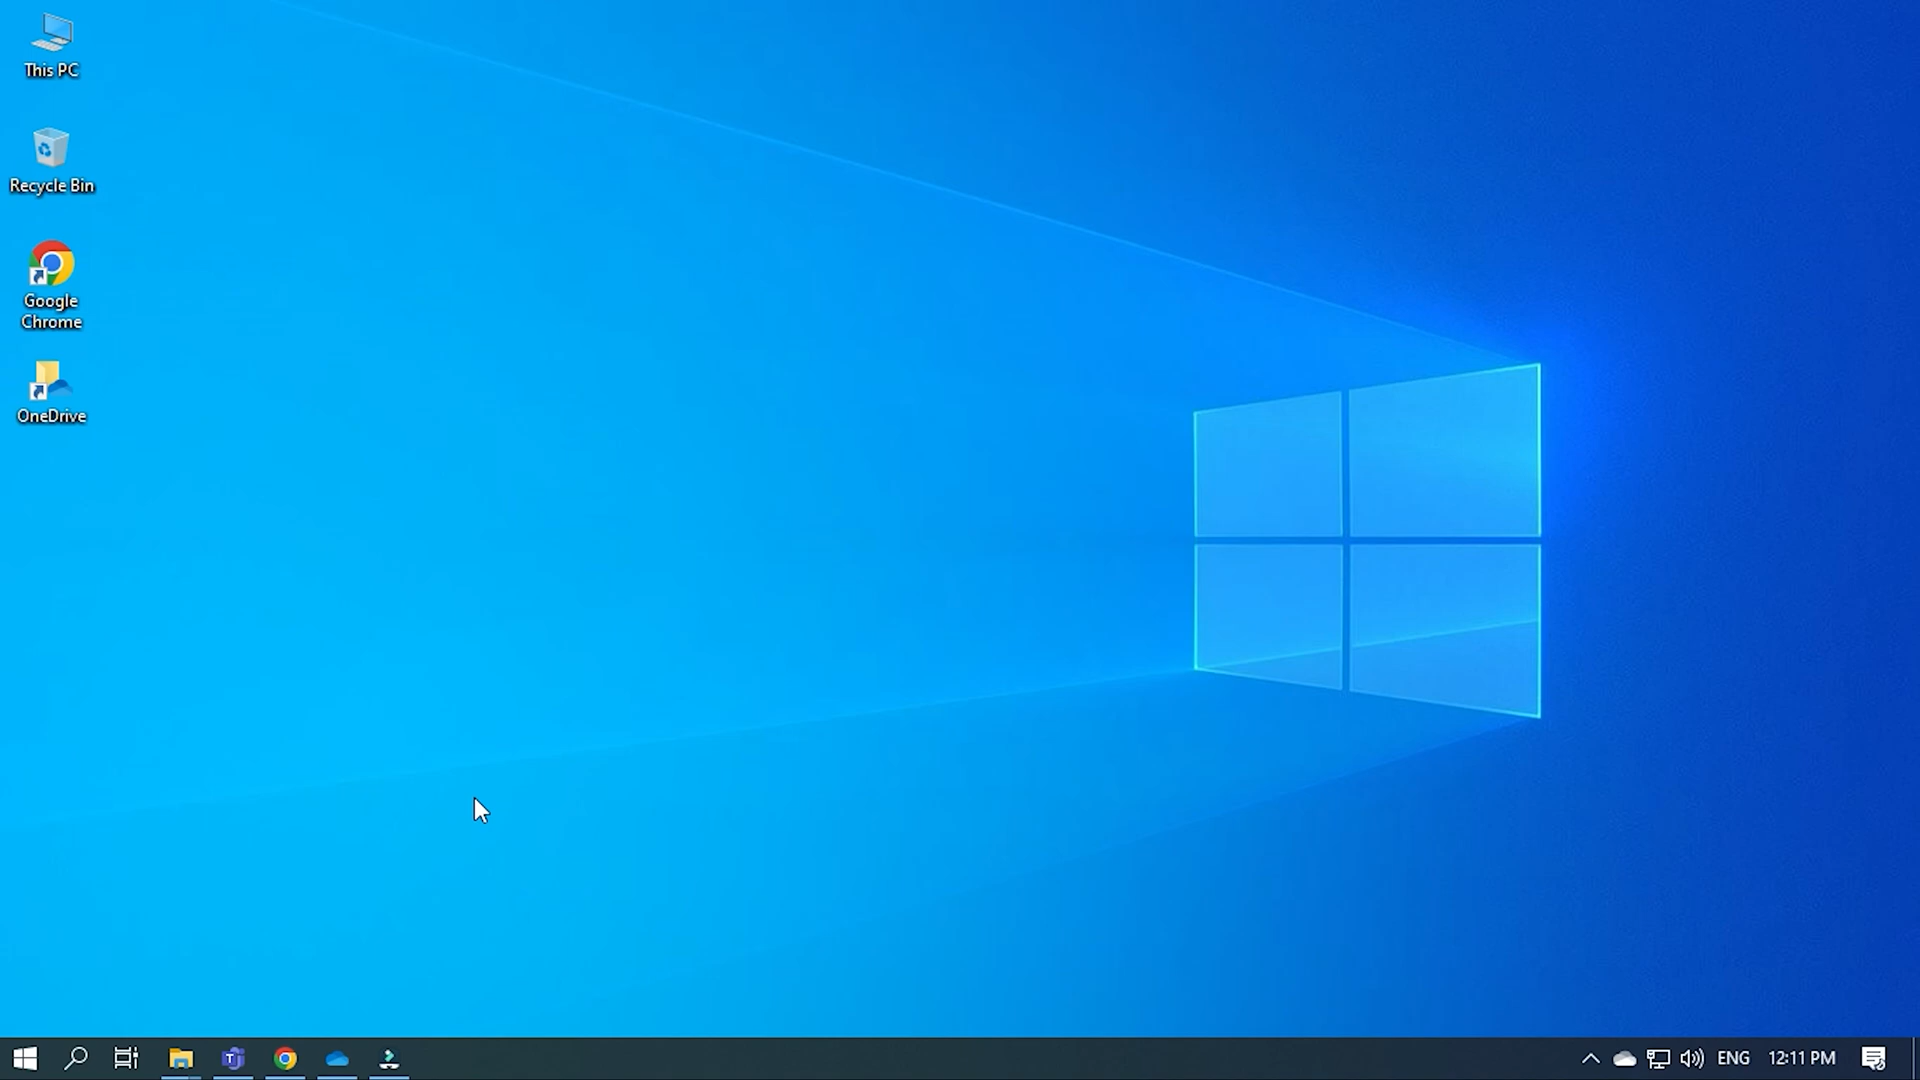 This PC
Recycle Bin
Google
Chrome
OneDrive
ENG
12:11 PM